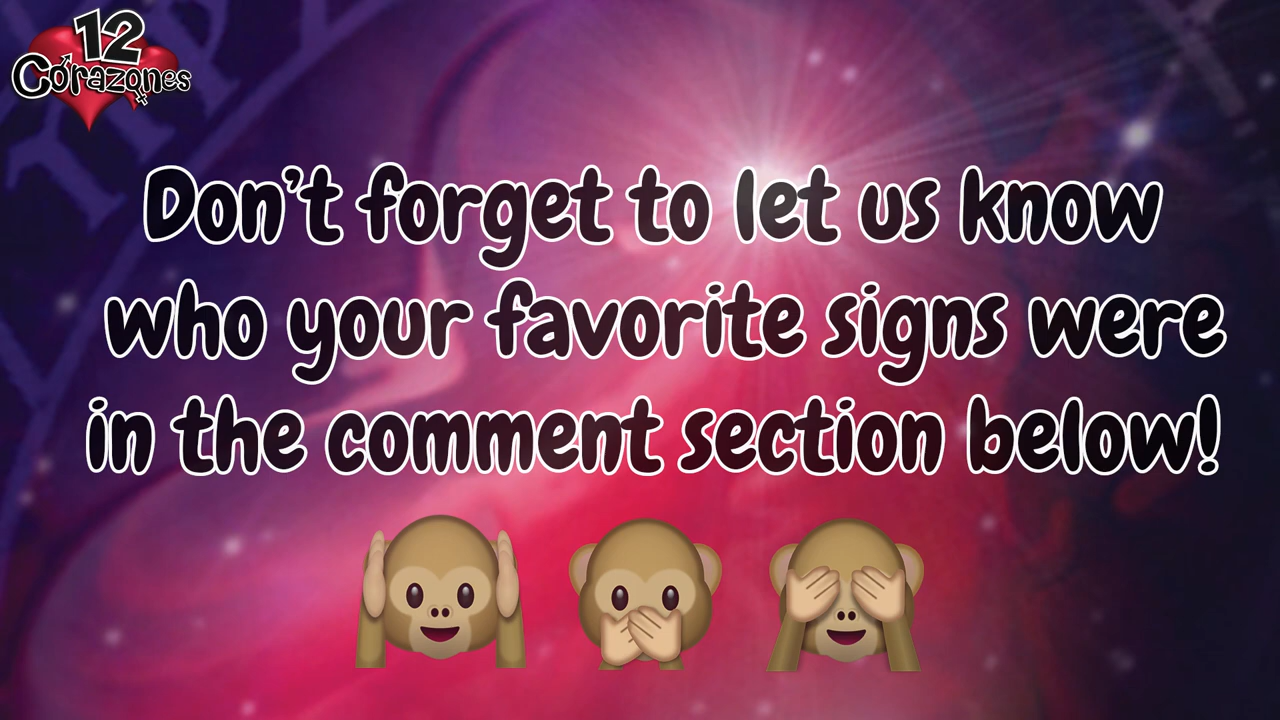 12
Corazones
Don't forget to let us know
who your favorite signs were
in the comment section below!